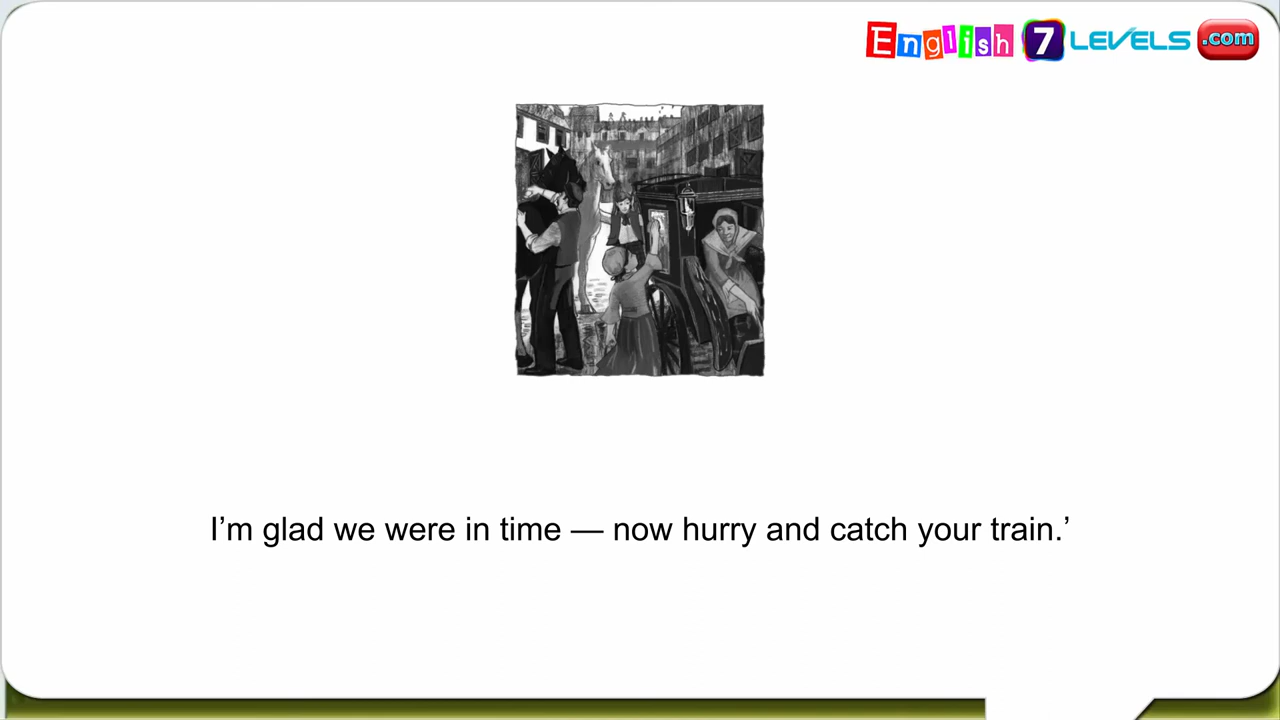 English 7 LEVELS .com
I’m glad we were in time — now hurry and catch your train.’